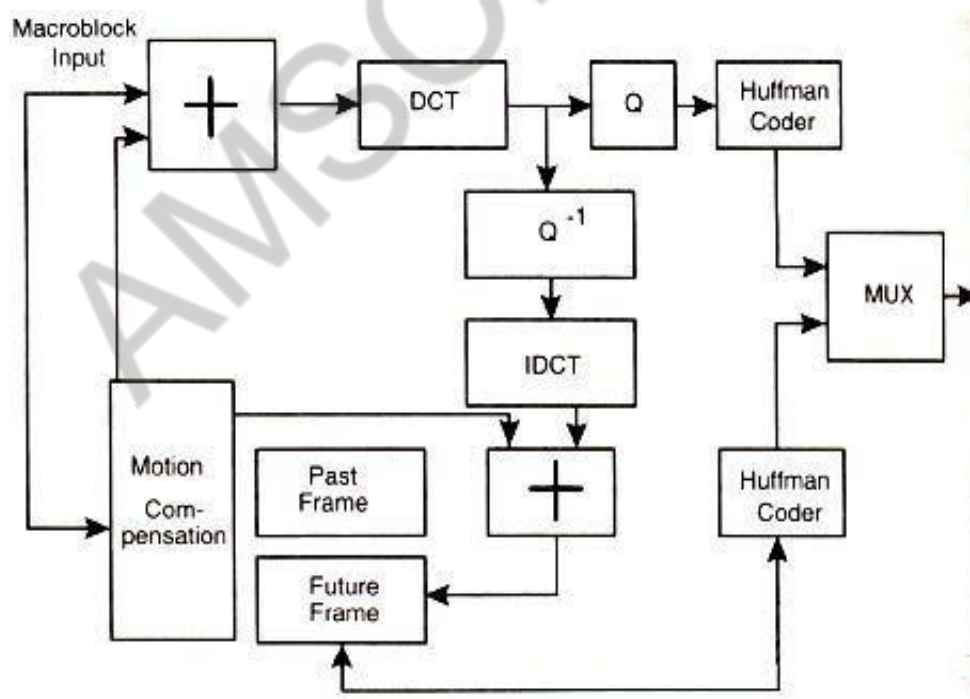 Macroblock
Input
+
DCT
Q
Huffman
Coder
Q -1
MUX
IDCT
Motion
Com-
pensation
Past
Frame
+
Huffman
Coder
Future
Frame